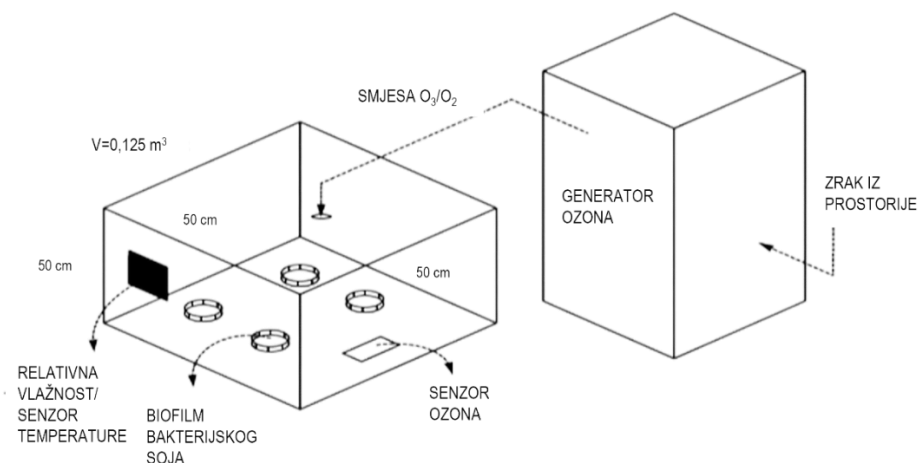 SMJESA O₃/O₂
V=0,125 m³
GENERATOR
OZONA
ZRAK IZ
PROSTORIJE
50 cm
50 cm
50 cm
RELATIVNA
VLAŽNOST/
SENZOR
TEMPERATURE
BIOFILM
BAKTERIJSKOG
SOJA
SENZOR
OZONA